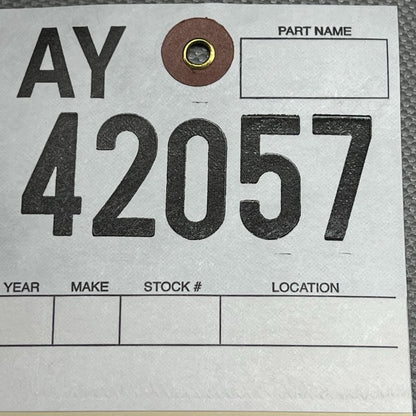 AY
PART NAME
42057
YEAR MAKE STOCK # LOCATION